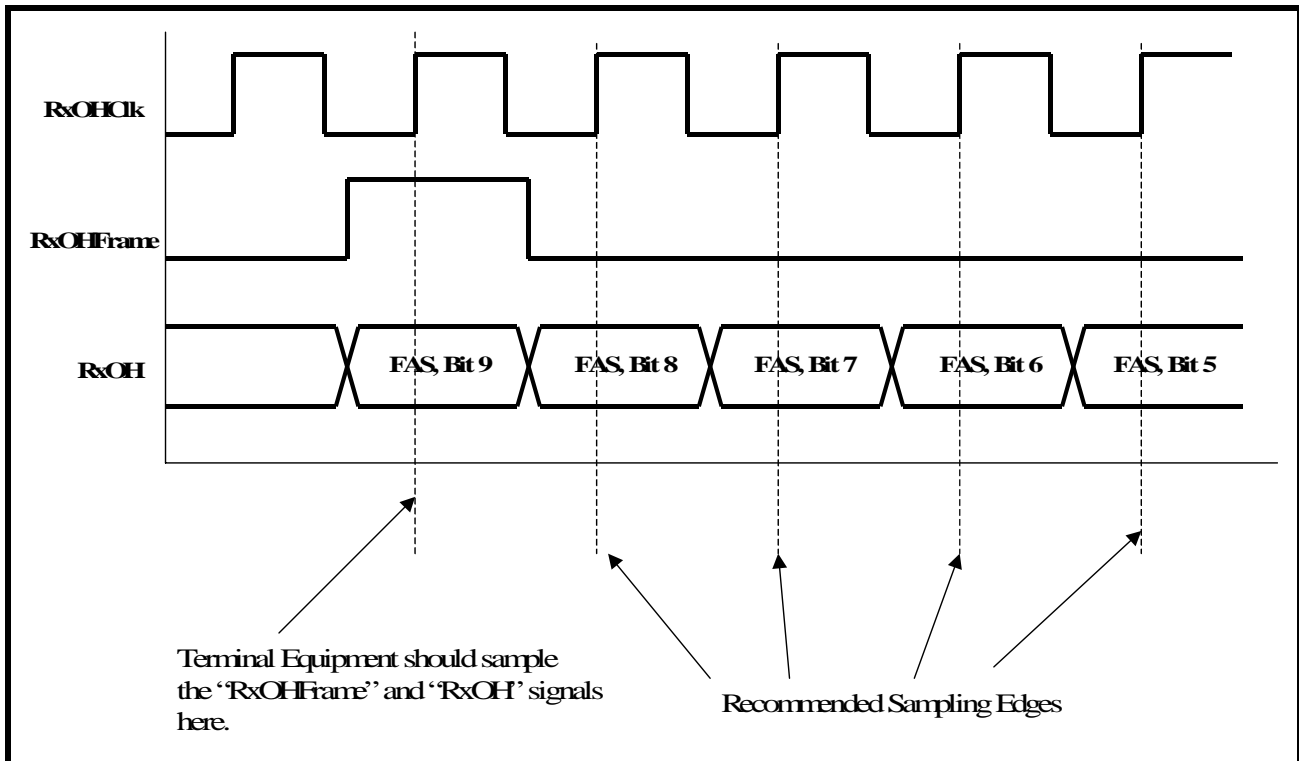 RxOHClk
RxOHFrame
RxOH
FAS, Bit 9
FAS, Bit 8
FAS, Bit 7
FAS, Bit 6
FAS, Bit 5
Terminal Equipment should sample
the “RxOHFrame” and “RxOH” signals
here.
Recommended Sampling Edges